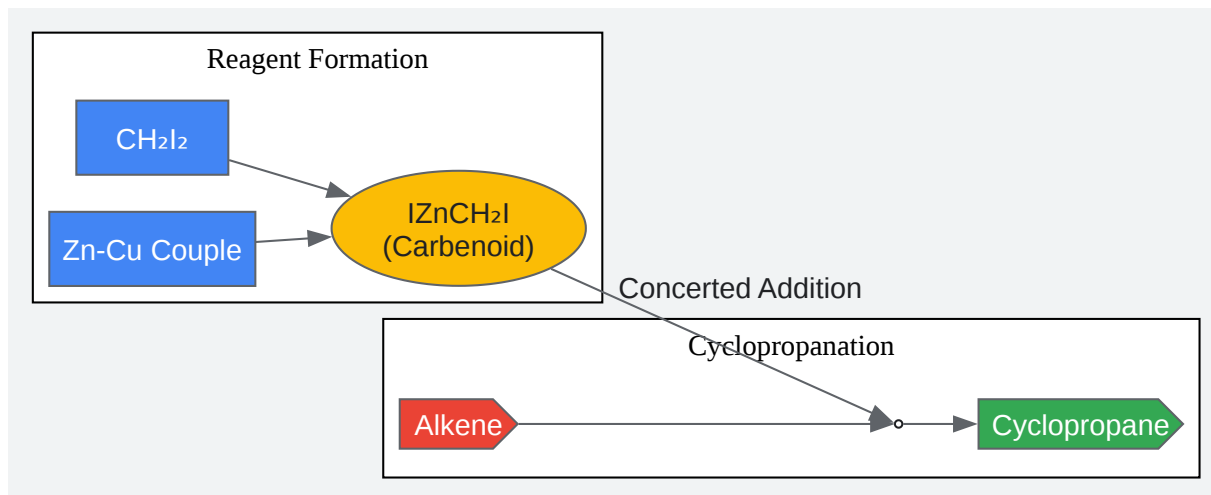 Reagent Formation
CH₂I₂
Zn-Cu Couple
IZnCH₂I
(Carbenoid)
Concerted Addition
Cyclopropanation
Alkene
Cyclopropane